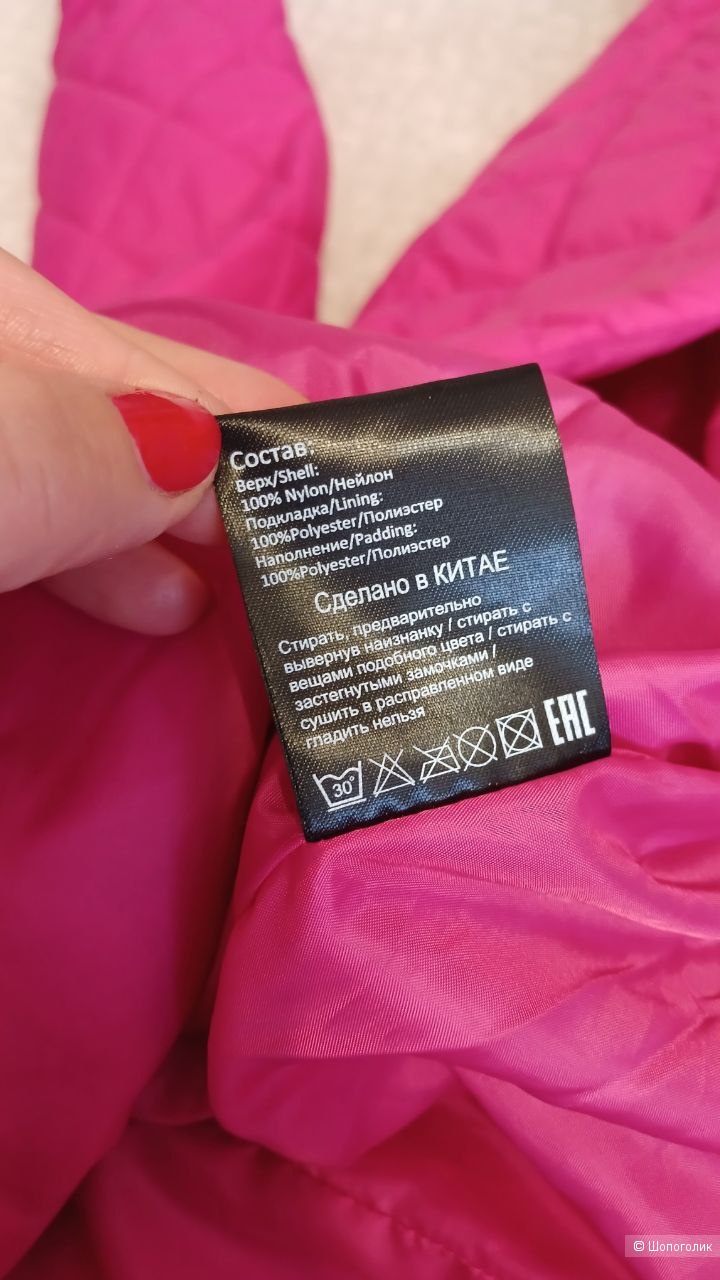 Состав:
Верх/Shell:
100% Nylon/Нейлон
Подкладка/Lining:
100%Polyester/Полиэстер
Наполнение/Padding:
100%Polyester/Полиэстер
Сделано в КИТАЕ
Стирать, предварительно
вывернув наизнанку / стирать с
вещами подобного цвета / стирать с
застегнутыми замочками /
сушить в расправленном виде
гладить нельзя
30° EAC
© Шопоголик